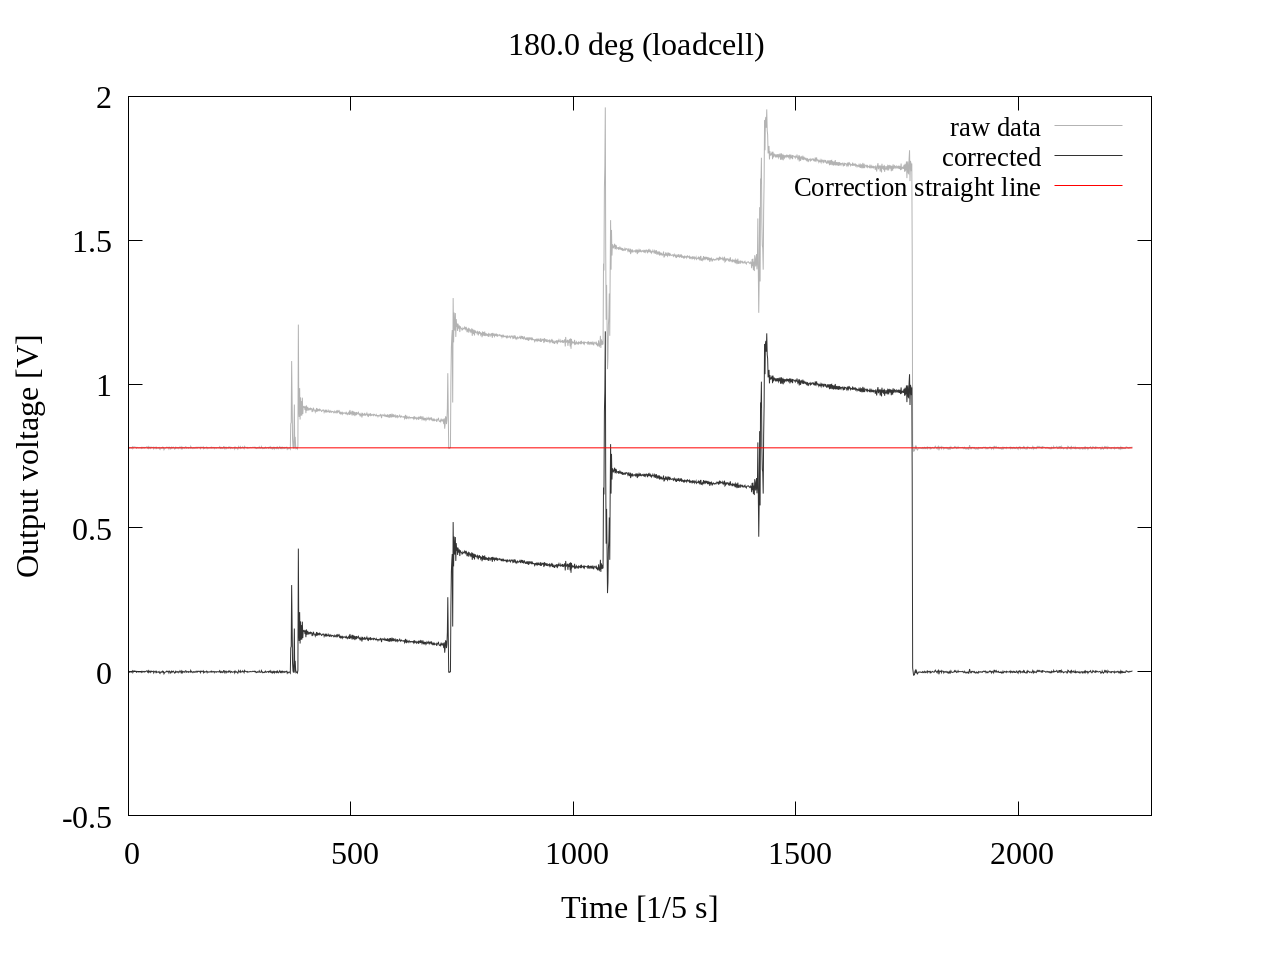 180.0 deg (loadcell)
2
raw data
corrected
Correction straight line
1.5
1
0.5
0
-0.5
Output voltage [V]
0 500 1000 1500 2000
Time [1/5 s]